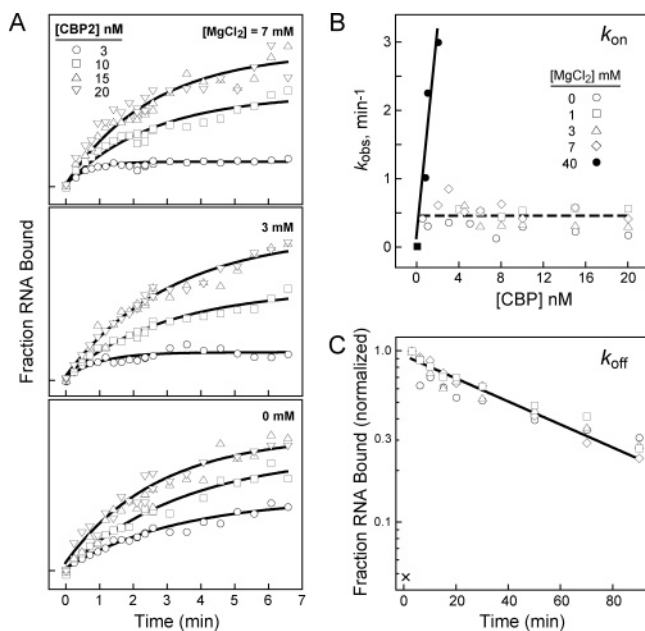 A
[CBP2] nM
3
10
15
20
[MgCl2] = 7 mM
3 mM
0 mM
Fraction RNA Bound
0 1 2 3 4 5 6 7
Time (min)
B
kon
3
2
1
0
kobs, min-1
[MgCl2] mM
0
1
3
7
40
0 4 8 12 16 20
[CBP] nM
C
koff
1.0
0.3
0.1
Fraction RNA Bound (normalized)
0 20 40 60 80
Time (min)